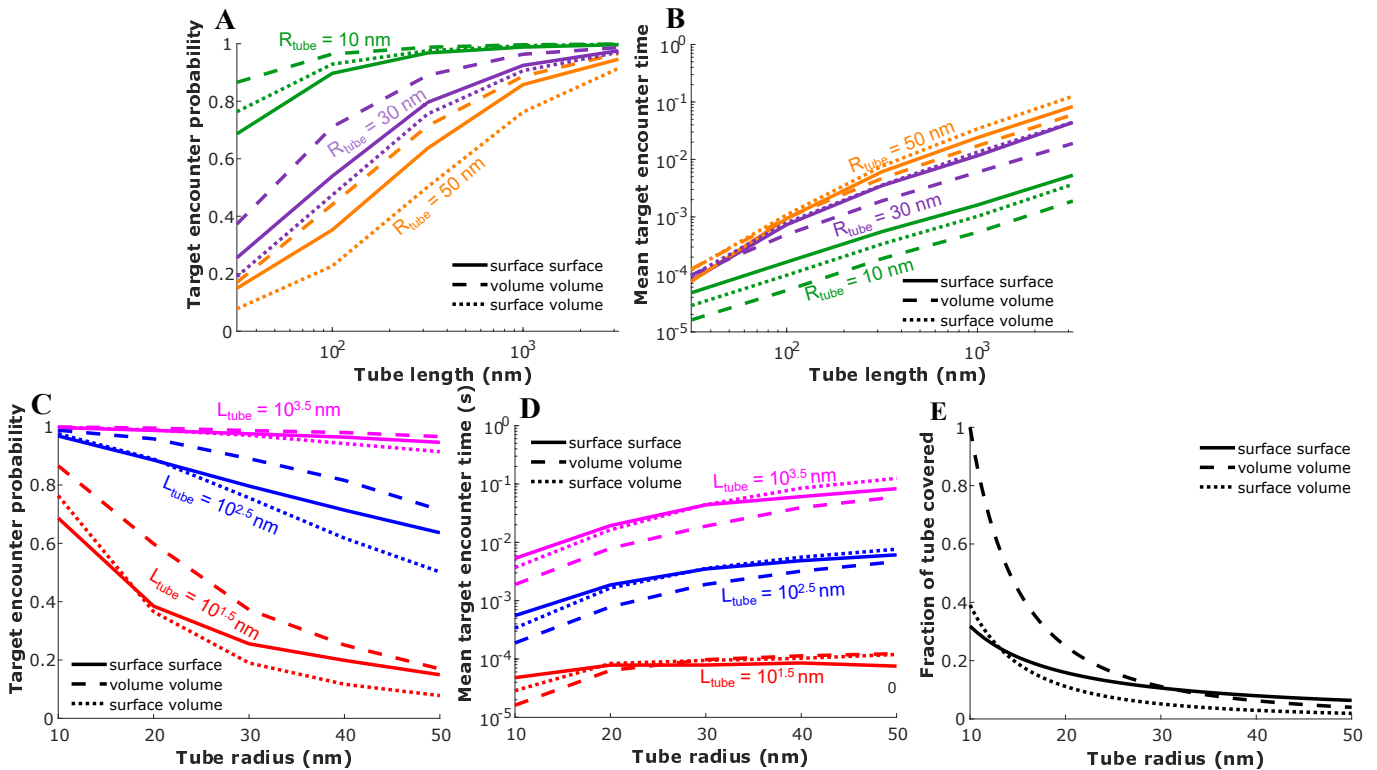 A
Target encounter probability
1
0.8
0.6
0.4
0.2
0
R_tube = 10 nm
R_tube = 30 nm
R_tube = 50 nm
surface surface
volume volume
surface volume
10^2
10^3
Tube length (nm)
B
Mean target encounter time
10^0
10^-1
10^-2
10^-3
10^-4
10^-5
R_tube = 50 nm
R_tube = 30 nm
R_tube = 10 nm
surface surface
volume volume
surface volume
10^2
10^3
Tube length (nm)
C
Target encounter probability
1
0.8
0.6
0.4
0.2
0
L_tube = 10^3.5 nm
L_tube = 10^2.5 nm
L_tube = 10^1.5 nm
surface surface
volume volume
surface volume
10
20
30
40
50
Tube radius (nm)
D
Mean target encounter time (s)
10^0
10^-1
10^-2
10^-3
10^-4
10^-5
surface surface
volume volume
surface volume
L_tube = 10^3.5 nm
L_tube = 10^2.5 nm
L_tube = 10^1.5 nm
0
10
20
30
40
50
Tube radius (nm)
E
Fraction of tube covered
1
0.8
0.6
0.4
0.2
0
surface surface
volume volume
surface volume
10
20
30
40
50
Tube radius (nm)